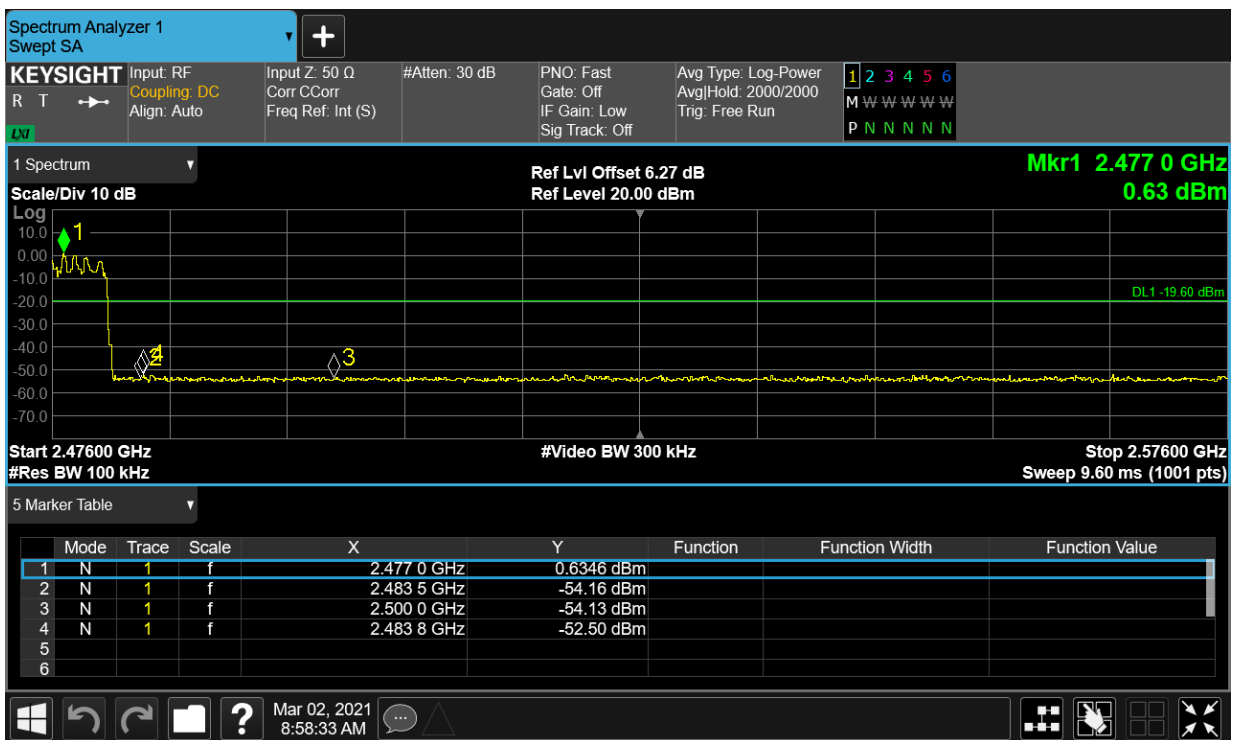 Spectrum Analyzer 1
Swept SA
+
KEYSIGHT
R T
LXI
Input: RF
Coupling: DC
Align: Auto
Input Z: 50 Ω
Corr CCorr
Freq Ref: Int (S)
#Atten: 30 dB
PNO: Fast
Gate: Off
IF Gain: Low
Sig Track: Off
Avg Type: Log-Power
Avg|Hold: 2000/2000
Trig: Free Run
1 2 3 4 5 6
M W W W W W
P N N N N N
1 Spectrum
Scale/Div 10 dB
Ref Lvl Offset 6.27 dB
Ref Level 20.00 dBm
Mkr1 2.477 0 GHz
0.63 dBm
Log
10.0
0.00
-10.0
-20.0
-30.0
-40.0
-50.0
-60.0
-70.0
1
DL1 -19.60 dBm
3
Start 2.47600 GHz
#Video BW 300 kHz
Stop 2.57600 GHz
#Res BW 100 kHz
Sweep 9.60 ms (1001 pts)
5 Marker Table
Mode Trace Scale X Y Function Function Width Function Value
1 N 1 f 2.477 0 GHz 0.6346 dBm
2 N 1 f 2.483 5 GHz -54.16 dBm
3 N 1 f 2.500 0 GHz -54.13 dBm
4 N 1 f 2.483 8 GHz -52.50 dBm
5
6
?
Mar 02, 2021
8:58:33 AM